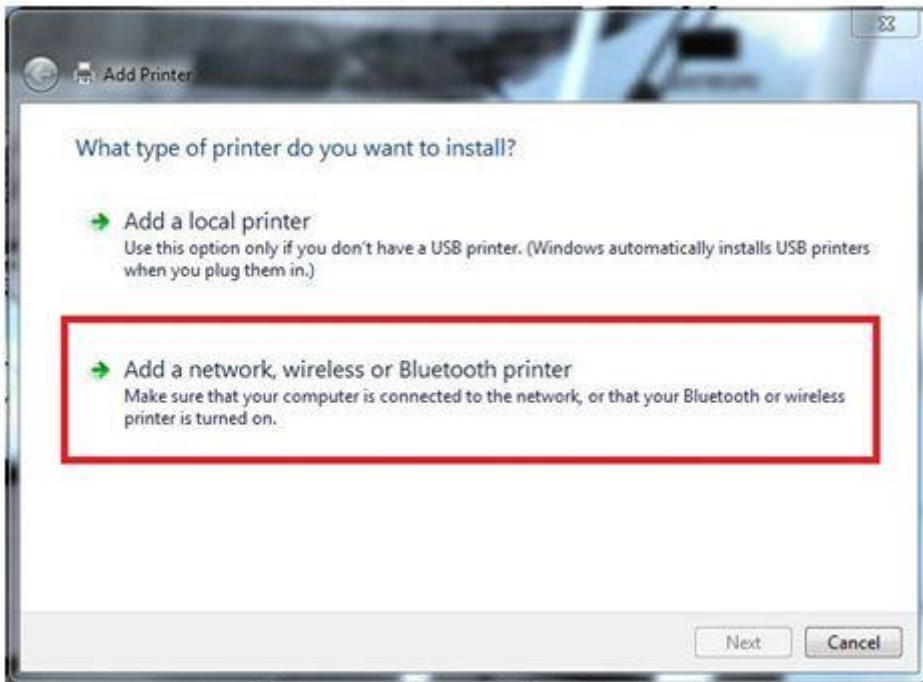 Add Printer
What type of printer do you want to install?
Add a local printer
Use this option only if you don't have a USB printer. (Windows automatically installs USB printers
when you plug them in.)
Add a network, wireless or Bluetooth printer
Make sure that your computer is connected to the network, or that your Bluetooth or wireless
printer is turned on.
Next
Cancel